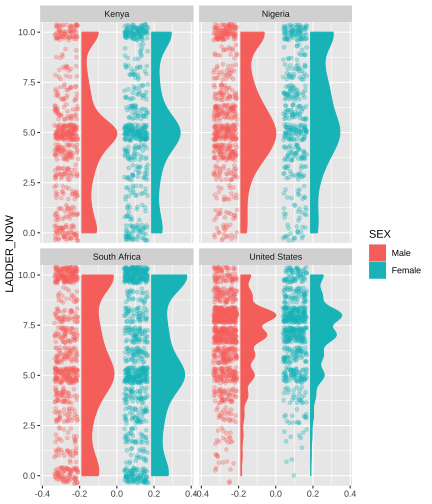 Kenya
Nigeria
10.0
7.5
5.0
2.5
0.0
South Africa
United States
10.0
7.5
5.0
2.5
0.0
-0.4
-0.2
0.0
0.2
0.4
-0.4
-0.2
0.0
0.2
0.4
LADDER_NOW
SEX
Male
Female